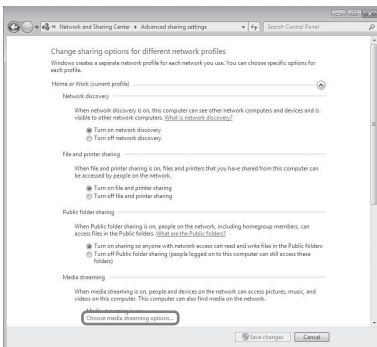 « Network and Sharing Center ▸ Advanced sharing settings
Search Control Panel
Change sharing options for different network profiles
Windows creates a separate network profile for each network you use. You can choose specific options for
each profile.
Home or Work (current profile)
Network discovery
When network discovery is on, this computer can see other network computers and devices and is
visible to other network computers. What is network discovery?
Turn on network discovery
Turn off network discovery
File and printer sharing
When file and printer sharing is on, files and printers that you have shared from this computer can
be accessed by people on the network.
Turn on file and printer sharing
Turn off file and printer sharing
Public folder sharing
When Public folder sharing is on, people on the network, including homegroup members, can
access files in the Public folders. What are the Public folders?
Turn on sharing so anyone with network access can read and write files in the Public folders
Turn off Public folder sharing (people logged on to this computer can still access these
folders)
Media streaming
When media streaming is on, people and devices on the network can access pictures, music, and
videos on this computer. This computer can also find media on the network.
Media streaming is on.
Choose media streaming options...
Save changes
Cancel